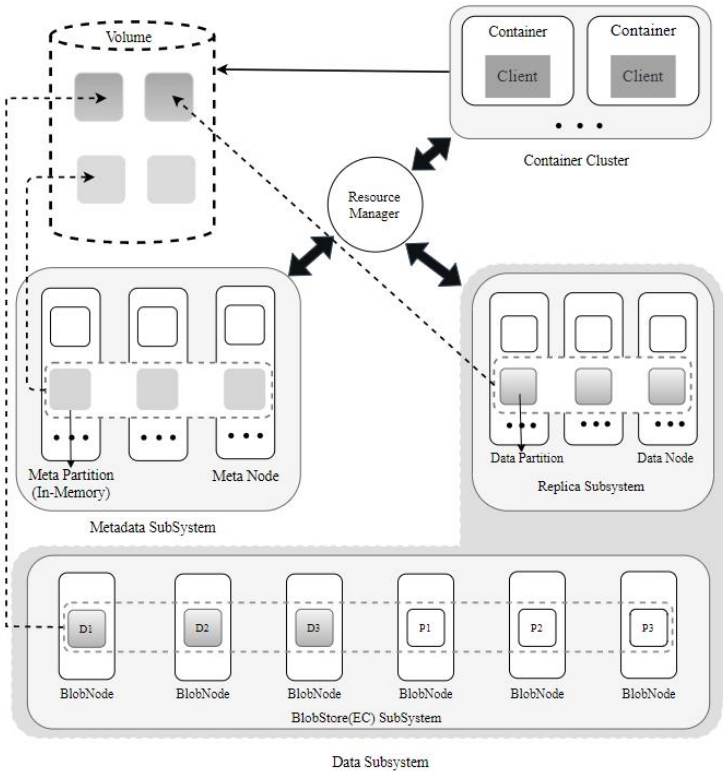 Volume
Container
Container
Client
Client
• • •
Container Cluster
Resource
Manager
• • •
• • •
• • •
Meta Partition
(In-Memory)
Meta Node
Metadata SubSystem
• • •
• • •
• • •
Data Partition
Data Node
Replica Subsystem
D1
D2
D3
P1
P2
P3
BlobNode
BlobNode
BlobNode
BlobNode
BlobNode
BlobNode
BlobStore(EC) SubSystem
Data Subsystem